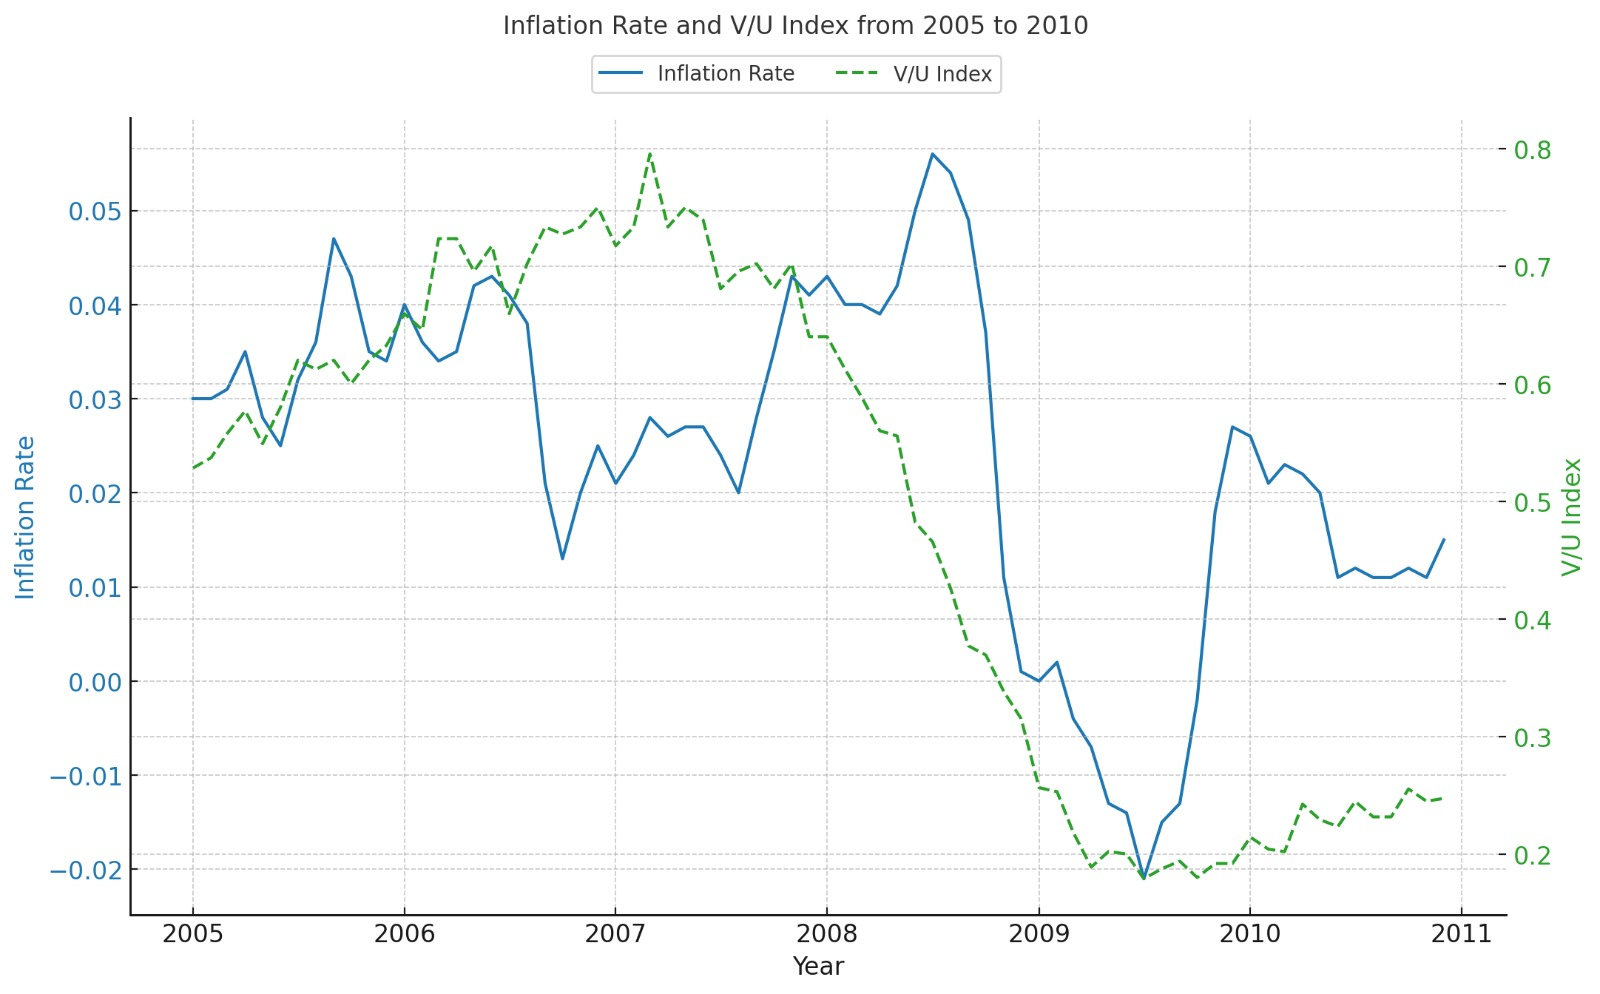 Inflation Rate and V/U Index from 2005 to 2010
Inflation Rate
V/U Index
0.05
0.04
0.03
0.02
0.01
0.00
−0.01
−0.02
Inflation Rate
0.8
0.7
0.6
0.5
0.4
0.3
0.2
V/U Index
2005 2006 2007 2008 2009 2010 2011
Year